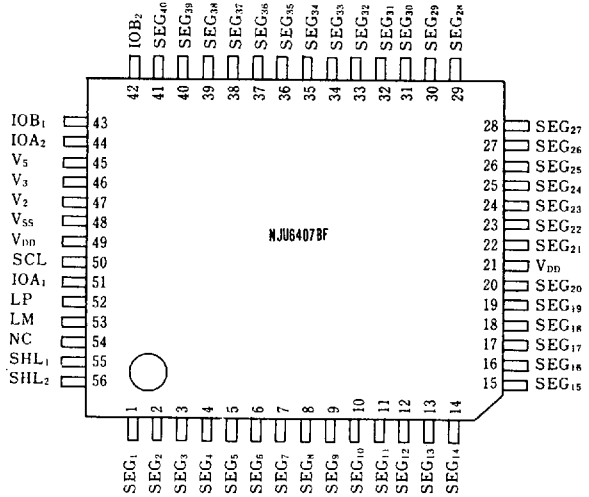 IOB₂ SEG₄₀ SEG₃₉ SEG₃₈ SEG₃₇ SEG₃₆ SEG₃₅ SEG₃₄ SEG₃₃ SEG₃₂ SEG₃₁ SEG₃₀ SEG₂₉ SEG₂₈
42 41 40 39 38 37 36 35 34 33 32 31 30 29
IOB₁ 43
IOA₂ 44
V₅ 45
V₃ 46
V₂ 47
V_SS 48
V_DD 49
SCL 50
IOA₁ 51
LP 52
LM 53
NC 54
SHL₁ 55
SHL₂ 56
NJU6407BF
28 SEG₂₇
27 SEG₂₆
26 SEG₂₅
25 SEG₂₄
24 SEG₂₃
23 SEG₂₂
22 SEG₂₁
21 V_DD
20 SEG₂₀
19 SEG₁₉
18 SEG₁₈
17 SEG₁₇
16 SEG₁₆
15 SEG₁₅
1 2 3 4 5 6 7 8 9 10 11 12 13 14
SEG₁ SEG₂ SEG₃ SEG₄ SEG₅ SEG₆ SEG₇ SEG₈ SEG₉ SEG₁₀ SEG₁₁ SEG₁₂ SEG₁₃ SEG₁₄